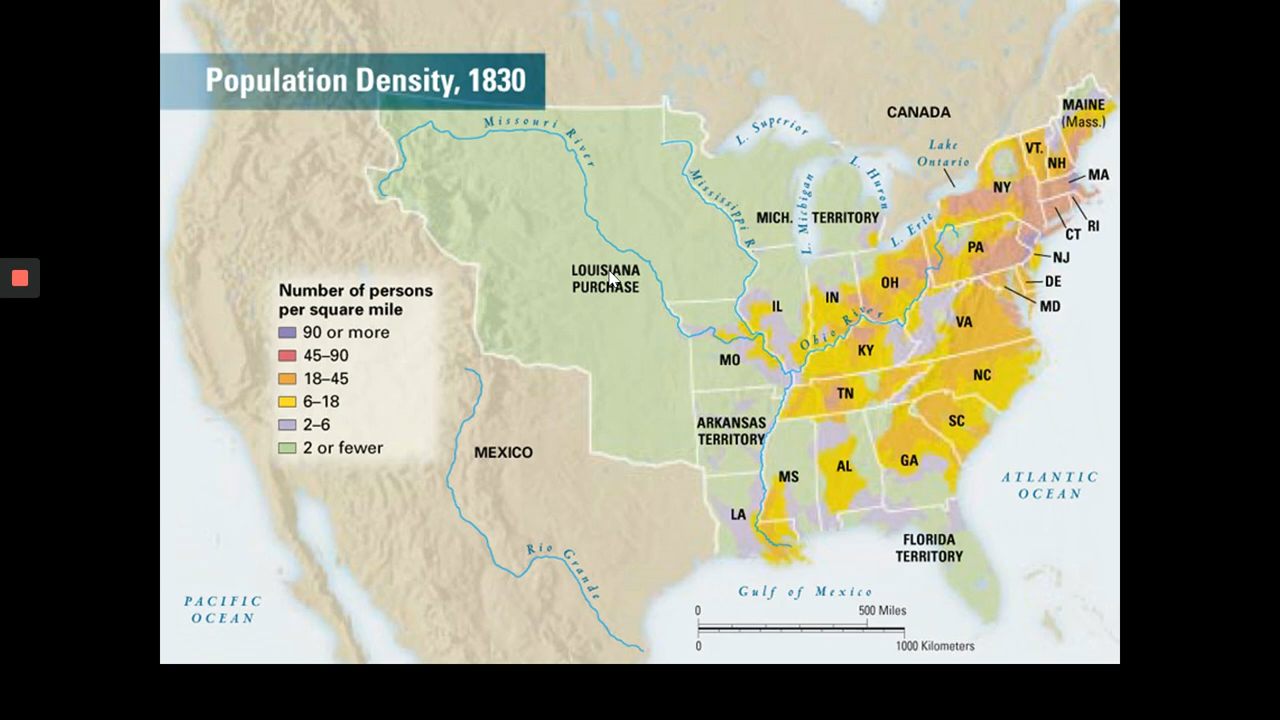 Population Density, 1830
CANADA
MAINE
(Mass.)
Missouri River
L. Superior
Lake
Ontario
VT.
NH
L. Huron
MA
Mississippi R
L. Michigan
NY
MICH. TERRITORY
L. Erie
RI
CT
PA
NJ
LOUISIANA
PURCHASE
OH
DE
IN
IL
MD
Ohio River
VA
Number of persons
per square mile
90 or more
45–90
18–45
6–18
2–6
2 or fewer
KY
MO
NC
TN
SC
ARKANSAS
TERRITORY
MEXICO
GA
AL
MS
ATLANTIC
OCEAN
LA
FLORIDA
TERRITORY
Rio Grande
Gulf of Mexico
PACIFIC
OCEAN
0 500 Miles
0 1000 Kilometers